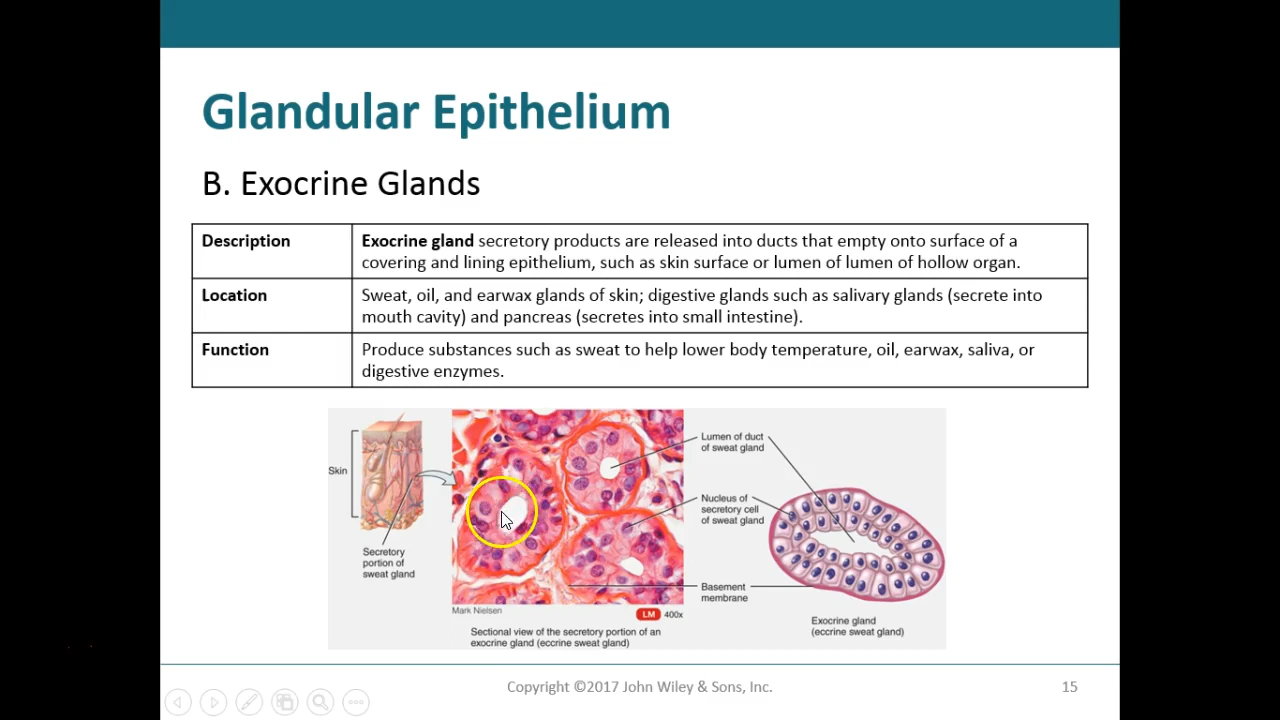 Glandular Epithelium
B. Exocrine Glands
Description
Exocrine gland secretory products are released into ducts that empty onto surface of a
covering and lining epithelium, such as skin surface or lumen of lumen of hollow organ.
Location
Sweat, oil, and earwax glands of skin; digestive glands such as salivary glands (secrete into
mouth cavity) and pancreas (secretes into small intestine).
Function
Produce substances such as sweat to help lower body temperature, oil, earwax, saliva, or
digestive enzymes.
Skin
Secretory
portion of
sweat gland
Lumen of duct
of sweat gland
Nucleus of
secretory cell
of sweat gland
Basement
membrane
Mark Nielsen
LM 400x
Sectional view of the secretory portion of an
exocrine gland (eccrine sweat gland)
Exocrine gland
(eccrine sweat gland)
Copyright ©2017 John Wiley & Sons, Inc.
15